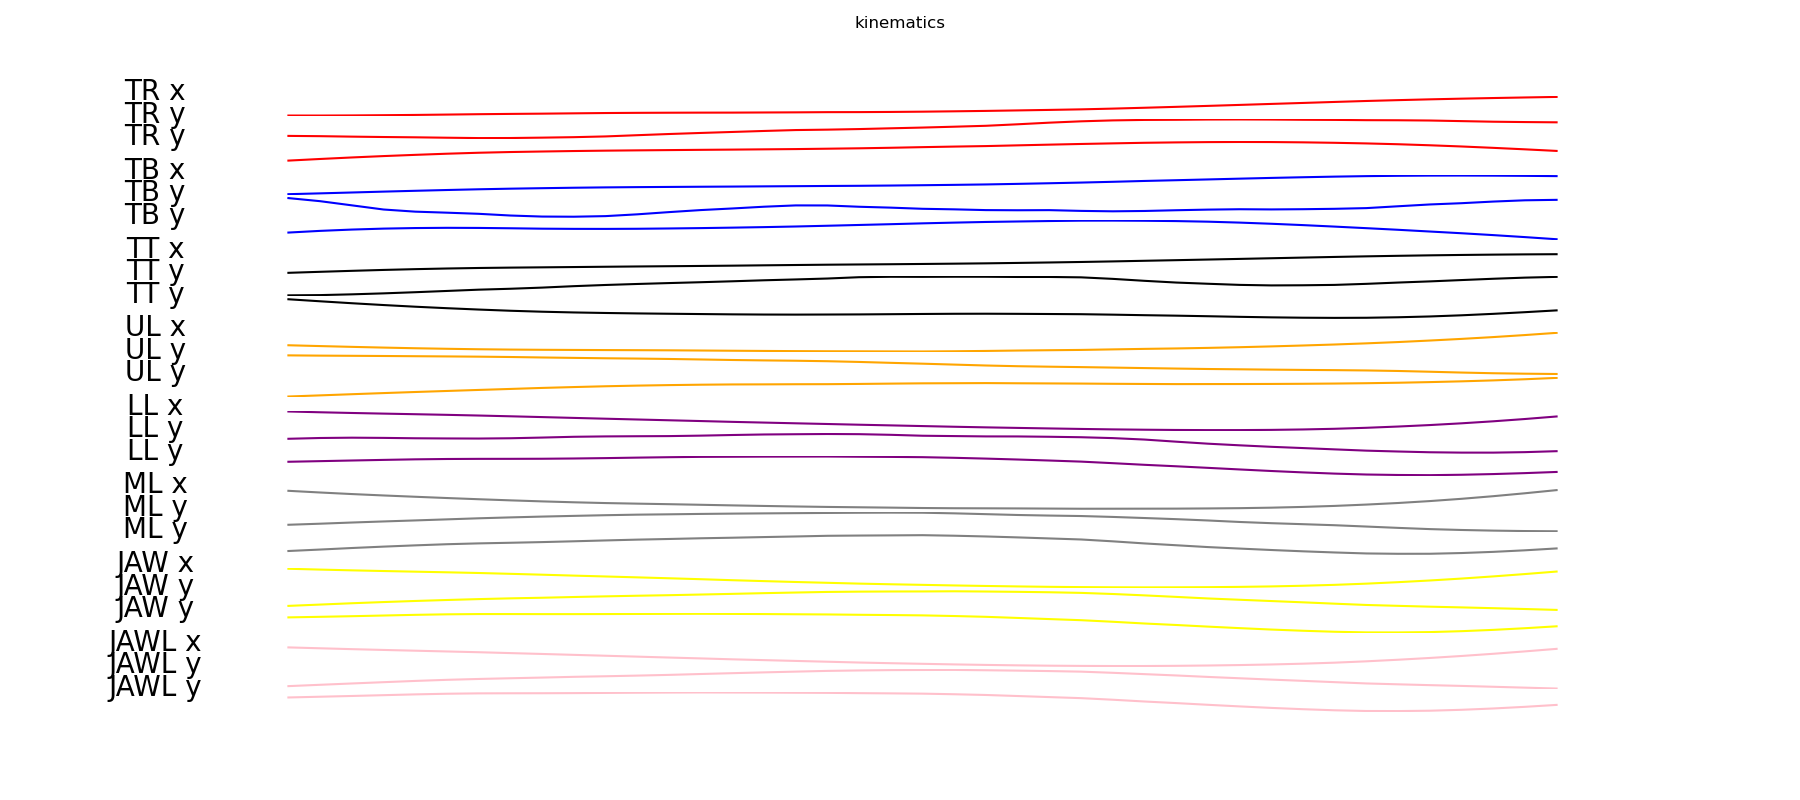 kinematics
TR x
TR y
TR y
TB x
TB y
TB y
TT x
TT y
TT y
UL x
UL y
UL y
LL x
LL y
LL y
ML x
ML y
ML y
JAW x
JAW y
JAW y
JAWL x
JAWL y
JAWL y